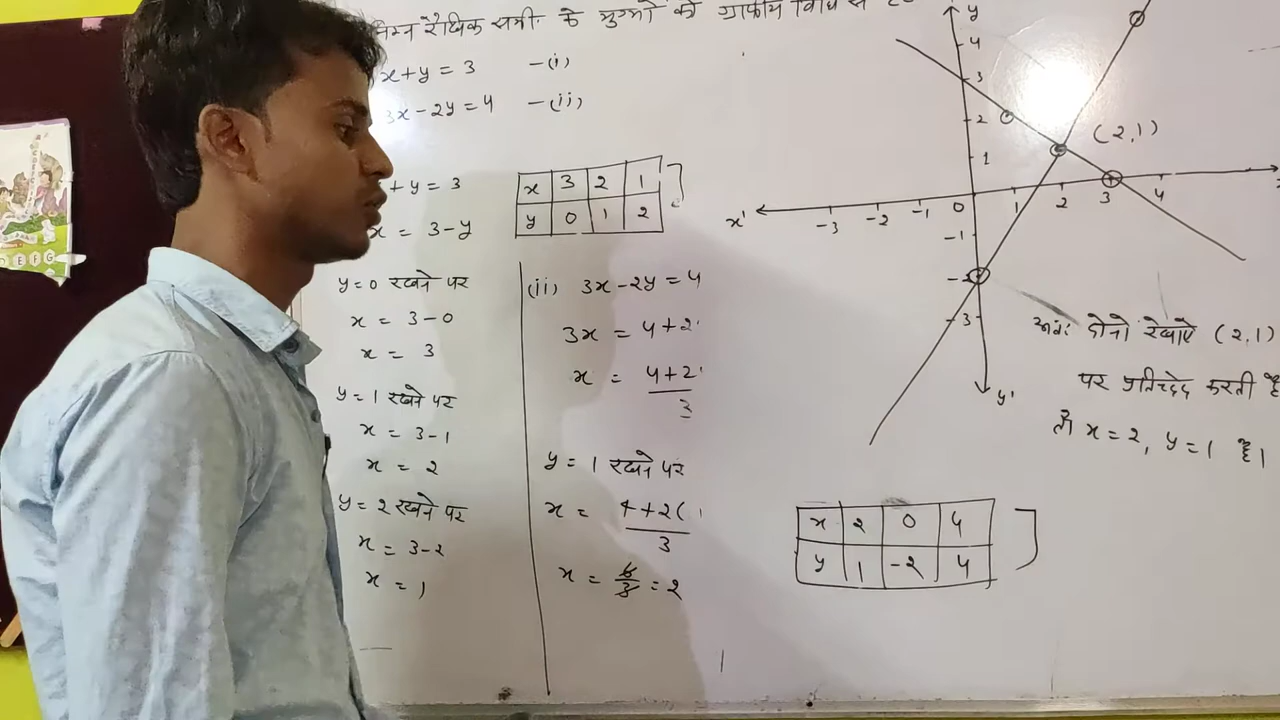 निम्न रैखिक समी. के युग्मों को ग्राफीय विधि से
x+y = 3 -(i)
3x-2y = 4 -(ii)
+y = 3
x = 3-y
x 3 2 1
y 0 1 2
y=0 रखने पर
x = 3-0
x = 3
y=1 रखने पर
x = 3-1
x = 2
y=2 रखने पर
x = 3-2
x = 1
(ii) 3x-2y = 4
3x = 4+2
x = 4+2
3
y = 1 रखने पर
x = 4+2(
3
x = 6/3 = 2
y
4
3
2
1
(2,1)
x' -3 -2 -1 0 1 2 3 4
-1
-2
-3
y'
अतः दोनो रेखाएं (2,1)
पर प्रतिच्छेद करती है
तो x=2, y=1 है।
x 2 0 4
y 1 -2 4
E F G